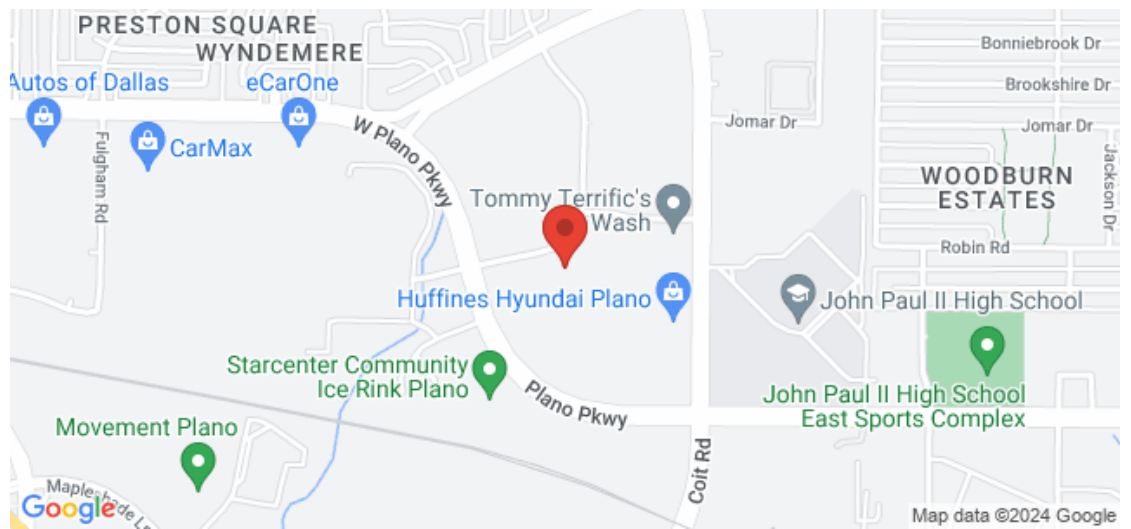 PRESTON SQUARE
WYNDEMERE
Bonniebrook Dr
Autos of Dallas
eCarOne
Brookshire Dr
W Plano Pkwy
Jomar Dr
Jomar Dr
CarMax
Fulgham Rd
Jackson Dr
WOODBURN
ESTATES
Tommy Terrific's
Wash
Robin Rd
Huffines Hyundai Plano
John Paul II High School
Starcenter Community
Ice Rink Plano
Plano Pkwy
John Paul II High School
East Sports Complex
Movement Plano
Coit Rd
Mapleshade Ln
Google
Map data ©2024 Google